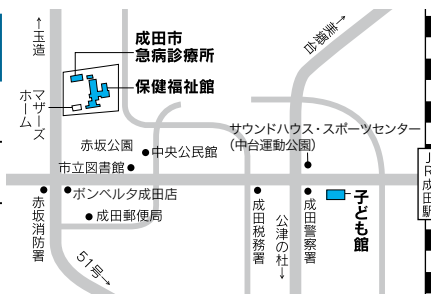 ←玉造
成田市
急病診療所
保健福祉館
マザーズ
ホーム
←美郷台
赤坂公園
中央公民館
市立図書館
サウンドハウス・スポーツセンター
(中台運動公園)
ボンベルタ成田店
成田郵便局
赤坂消防署
51号→
成田税務署
公津の杜→
成田警察署
子ども館
JR成田駅